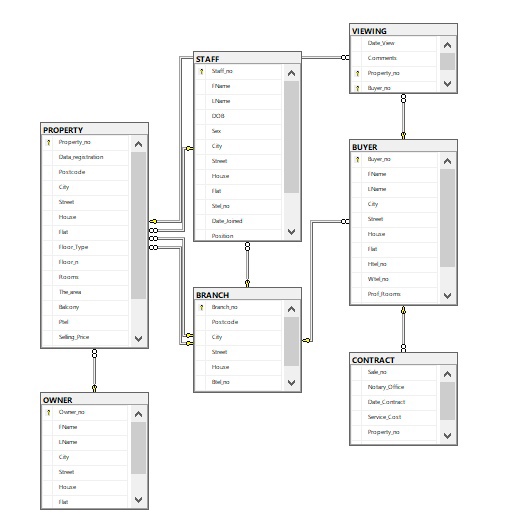 VIEWING
Date_View
Comments
Property_no
Buyer_no
STAFF
Staff_no
FName
LName
DOB
Sex
City
Street
House
Flat
Stel_no
Date_Joined
Position
PROPERTY
Property_no
Data_registration
Postcode
City
Street
House
Flat
Floor_Type
Floor_n
Rooms
The_area
Balcony
Ptel
Selling_Price
BUYER
Buyer_no
FName
LName
City
Street
House
Flat
Htel_no
Wtel_no
Prof_Rooms
BRANCH
Branch_no
Postcode
City
Street
House
Btel_no
CONTRACT
Sale_no
Notary_Office
Date_Contract
Service_Cost
Property_no
OWNER
Owner_no
FName
LName
City
Street
House
Flat